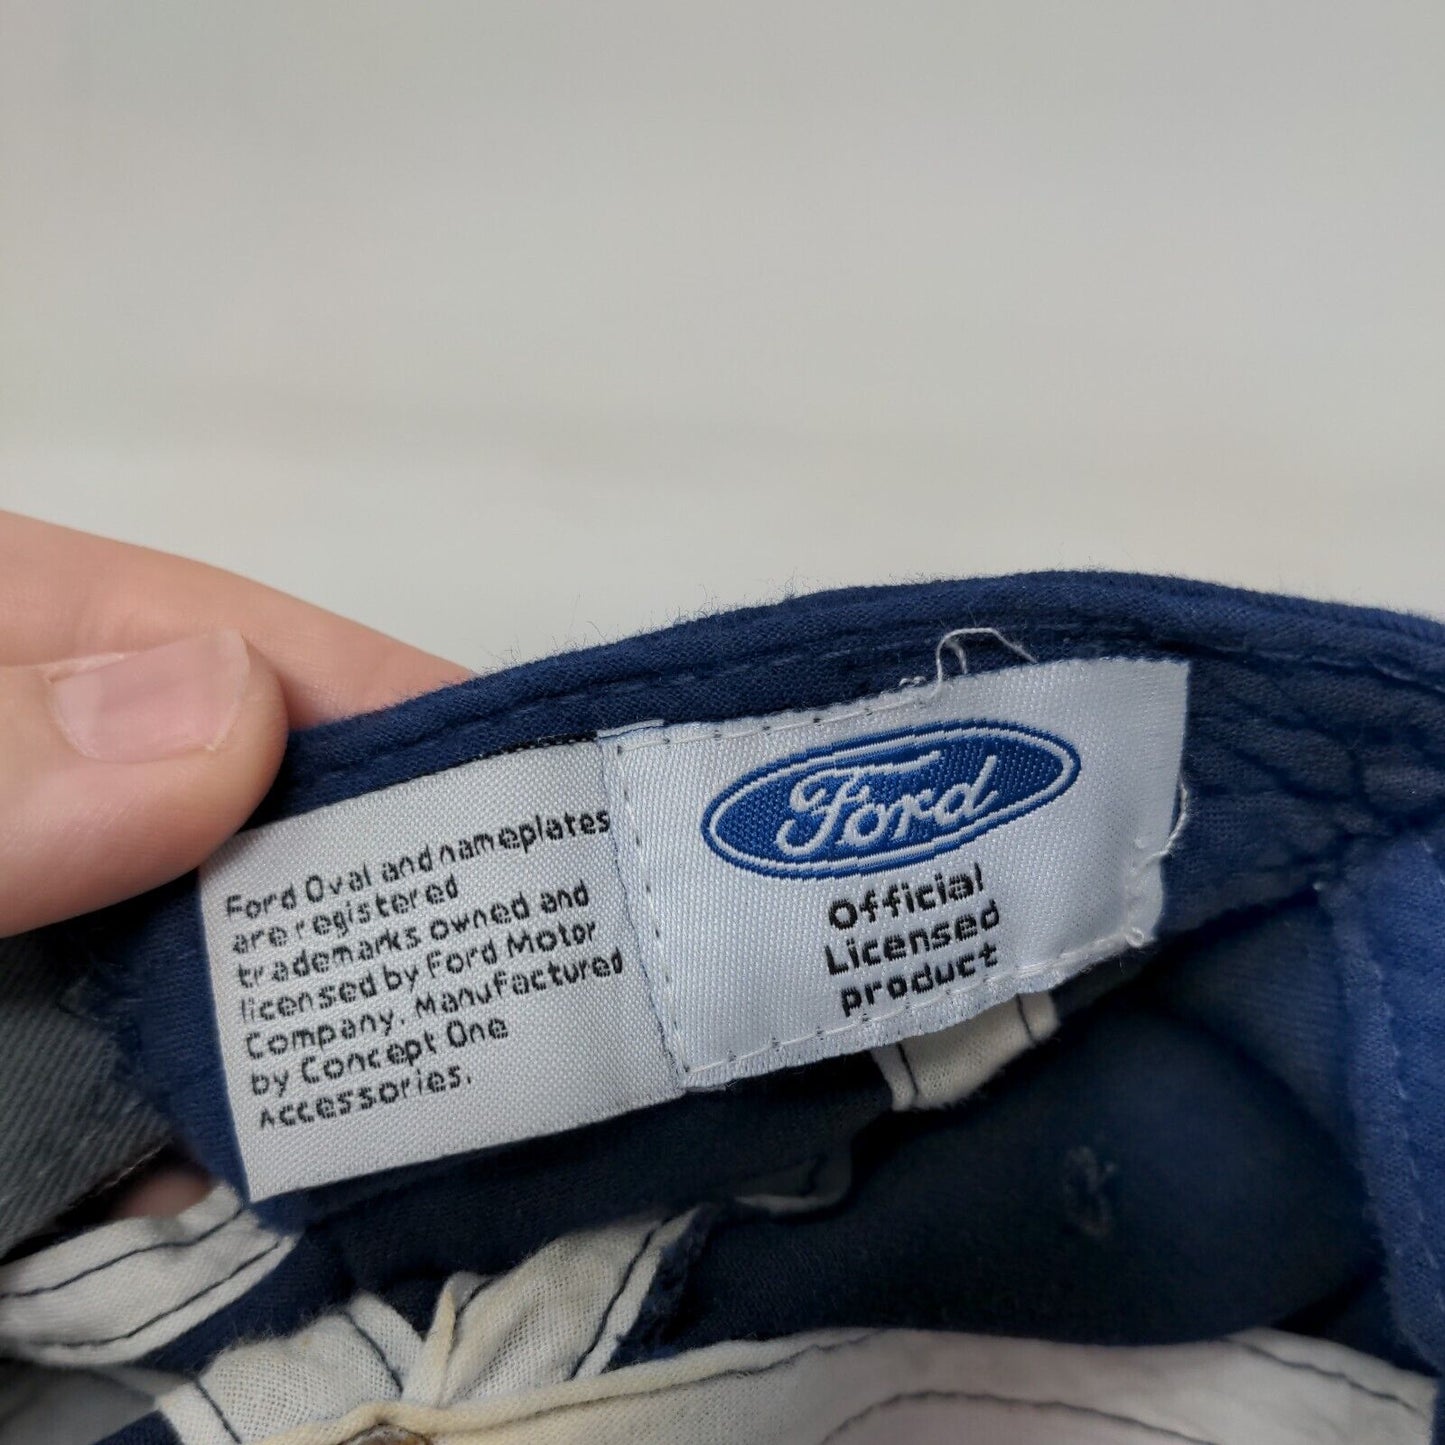 Ford Oval and nameplates
are registered
trademarks owned and
licensed by Ford Motor
Company. Manufactured
by Concept One
Accessories.
Ford
Official
Licensed
product